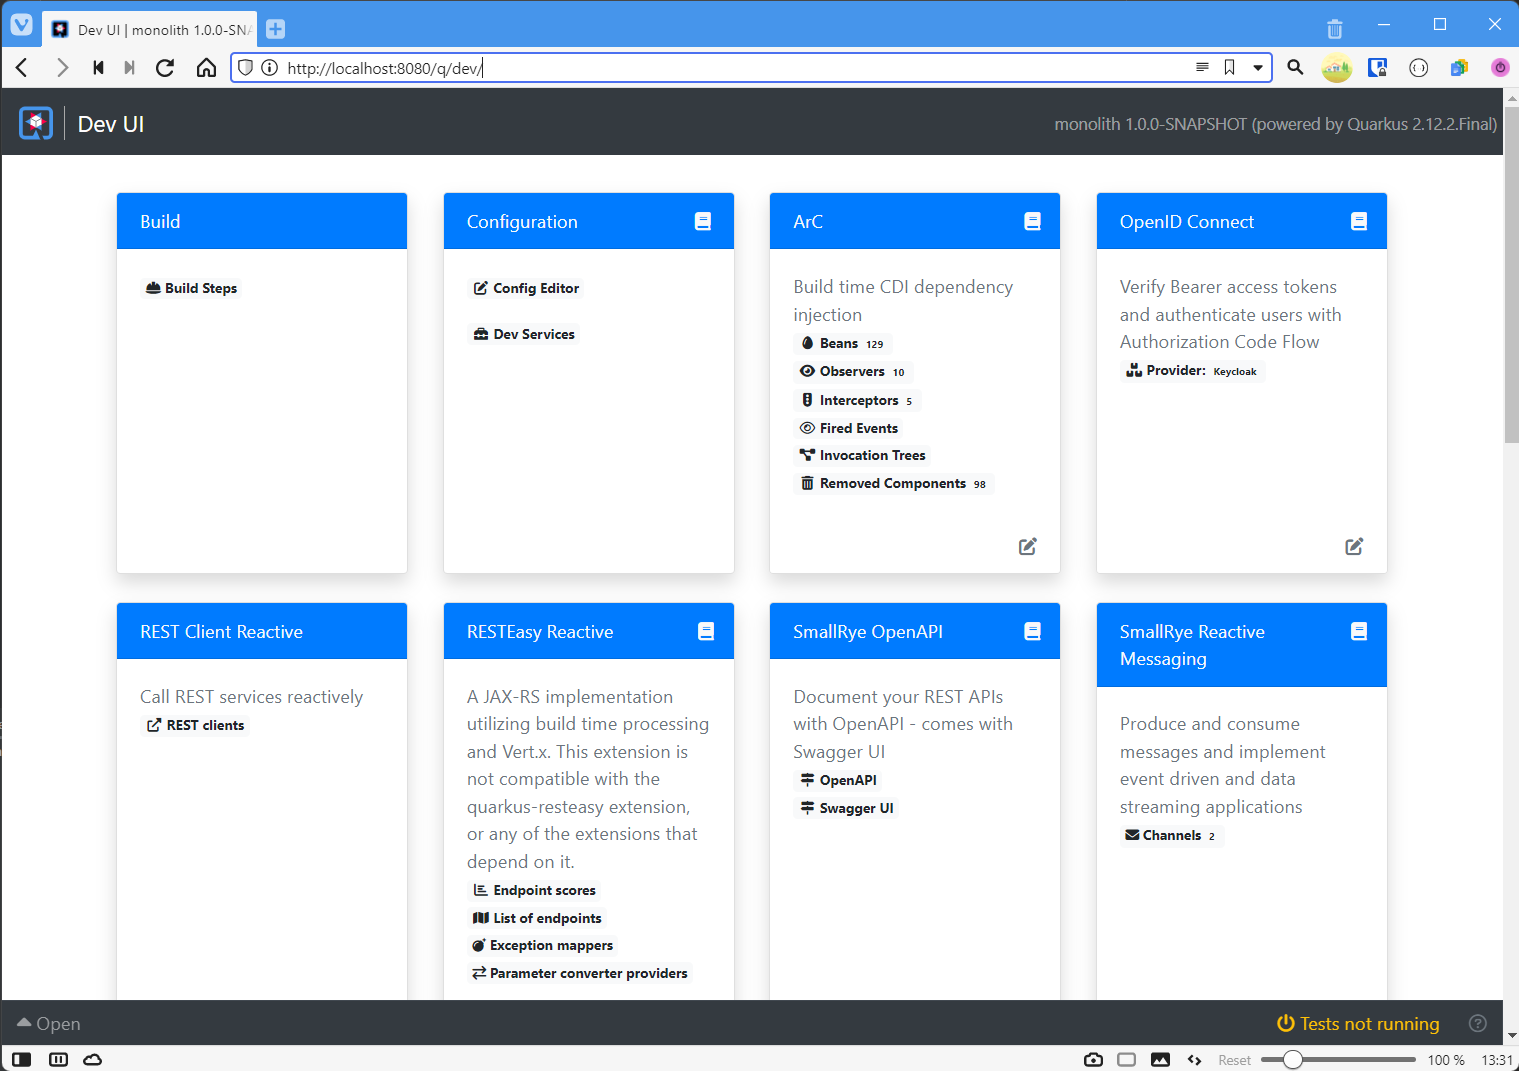 Dev UI | monolith 1.0.0-SNA
http://localhost:8080/q/dev/
Dev UI
monolith 1.0.0-SNAPSHOT (powered by Quarkus 2.12.2.Final)
Build
Build Steps
Configuration
Config Editor
Dev Services
ArC
Build time CDI dependency
injection
Beans 129
Observers 10
Interceptors 5
Fired Events
Invocation Trees
Removed Components 98
OpenID Connect
Verify Bearer access tokens
and authenticate users with
Authorization Code Flow
Provider: Keycloak
REST Client Reactive
Call REST services reactively
REST clients
RESTEasy Reactive
A JAX-RS implementation
utilizing build time processing
and Vert.x. This extension is
not compatible with the
quarkus-resteasy extension,
or any of the extensions that
depend on it.
Endpoint scores
List of endpoints
Exception mappers
Parameter converter providers
SmallRye OpenAPI
Document your REST APIs
with OpenAPI - comes with
Swagger UI
OpenAPI
Swagger UI
SmallRye Reactive
Messaging
Produce and consume
messages and implement
event driven and data
streaming applications
Channels 2
Open
Tests not running
Reset
100 %
13:31